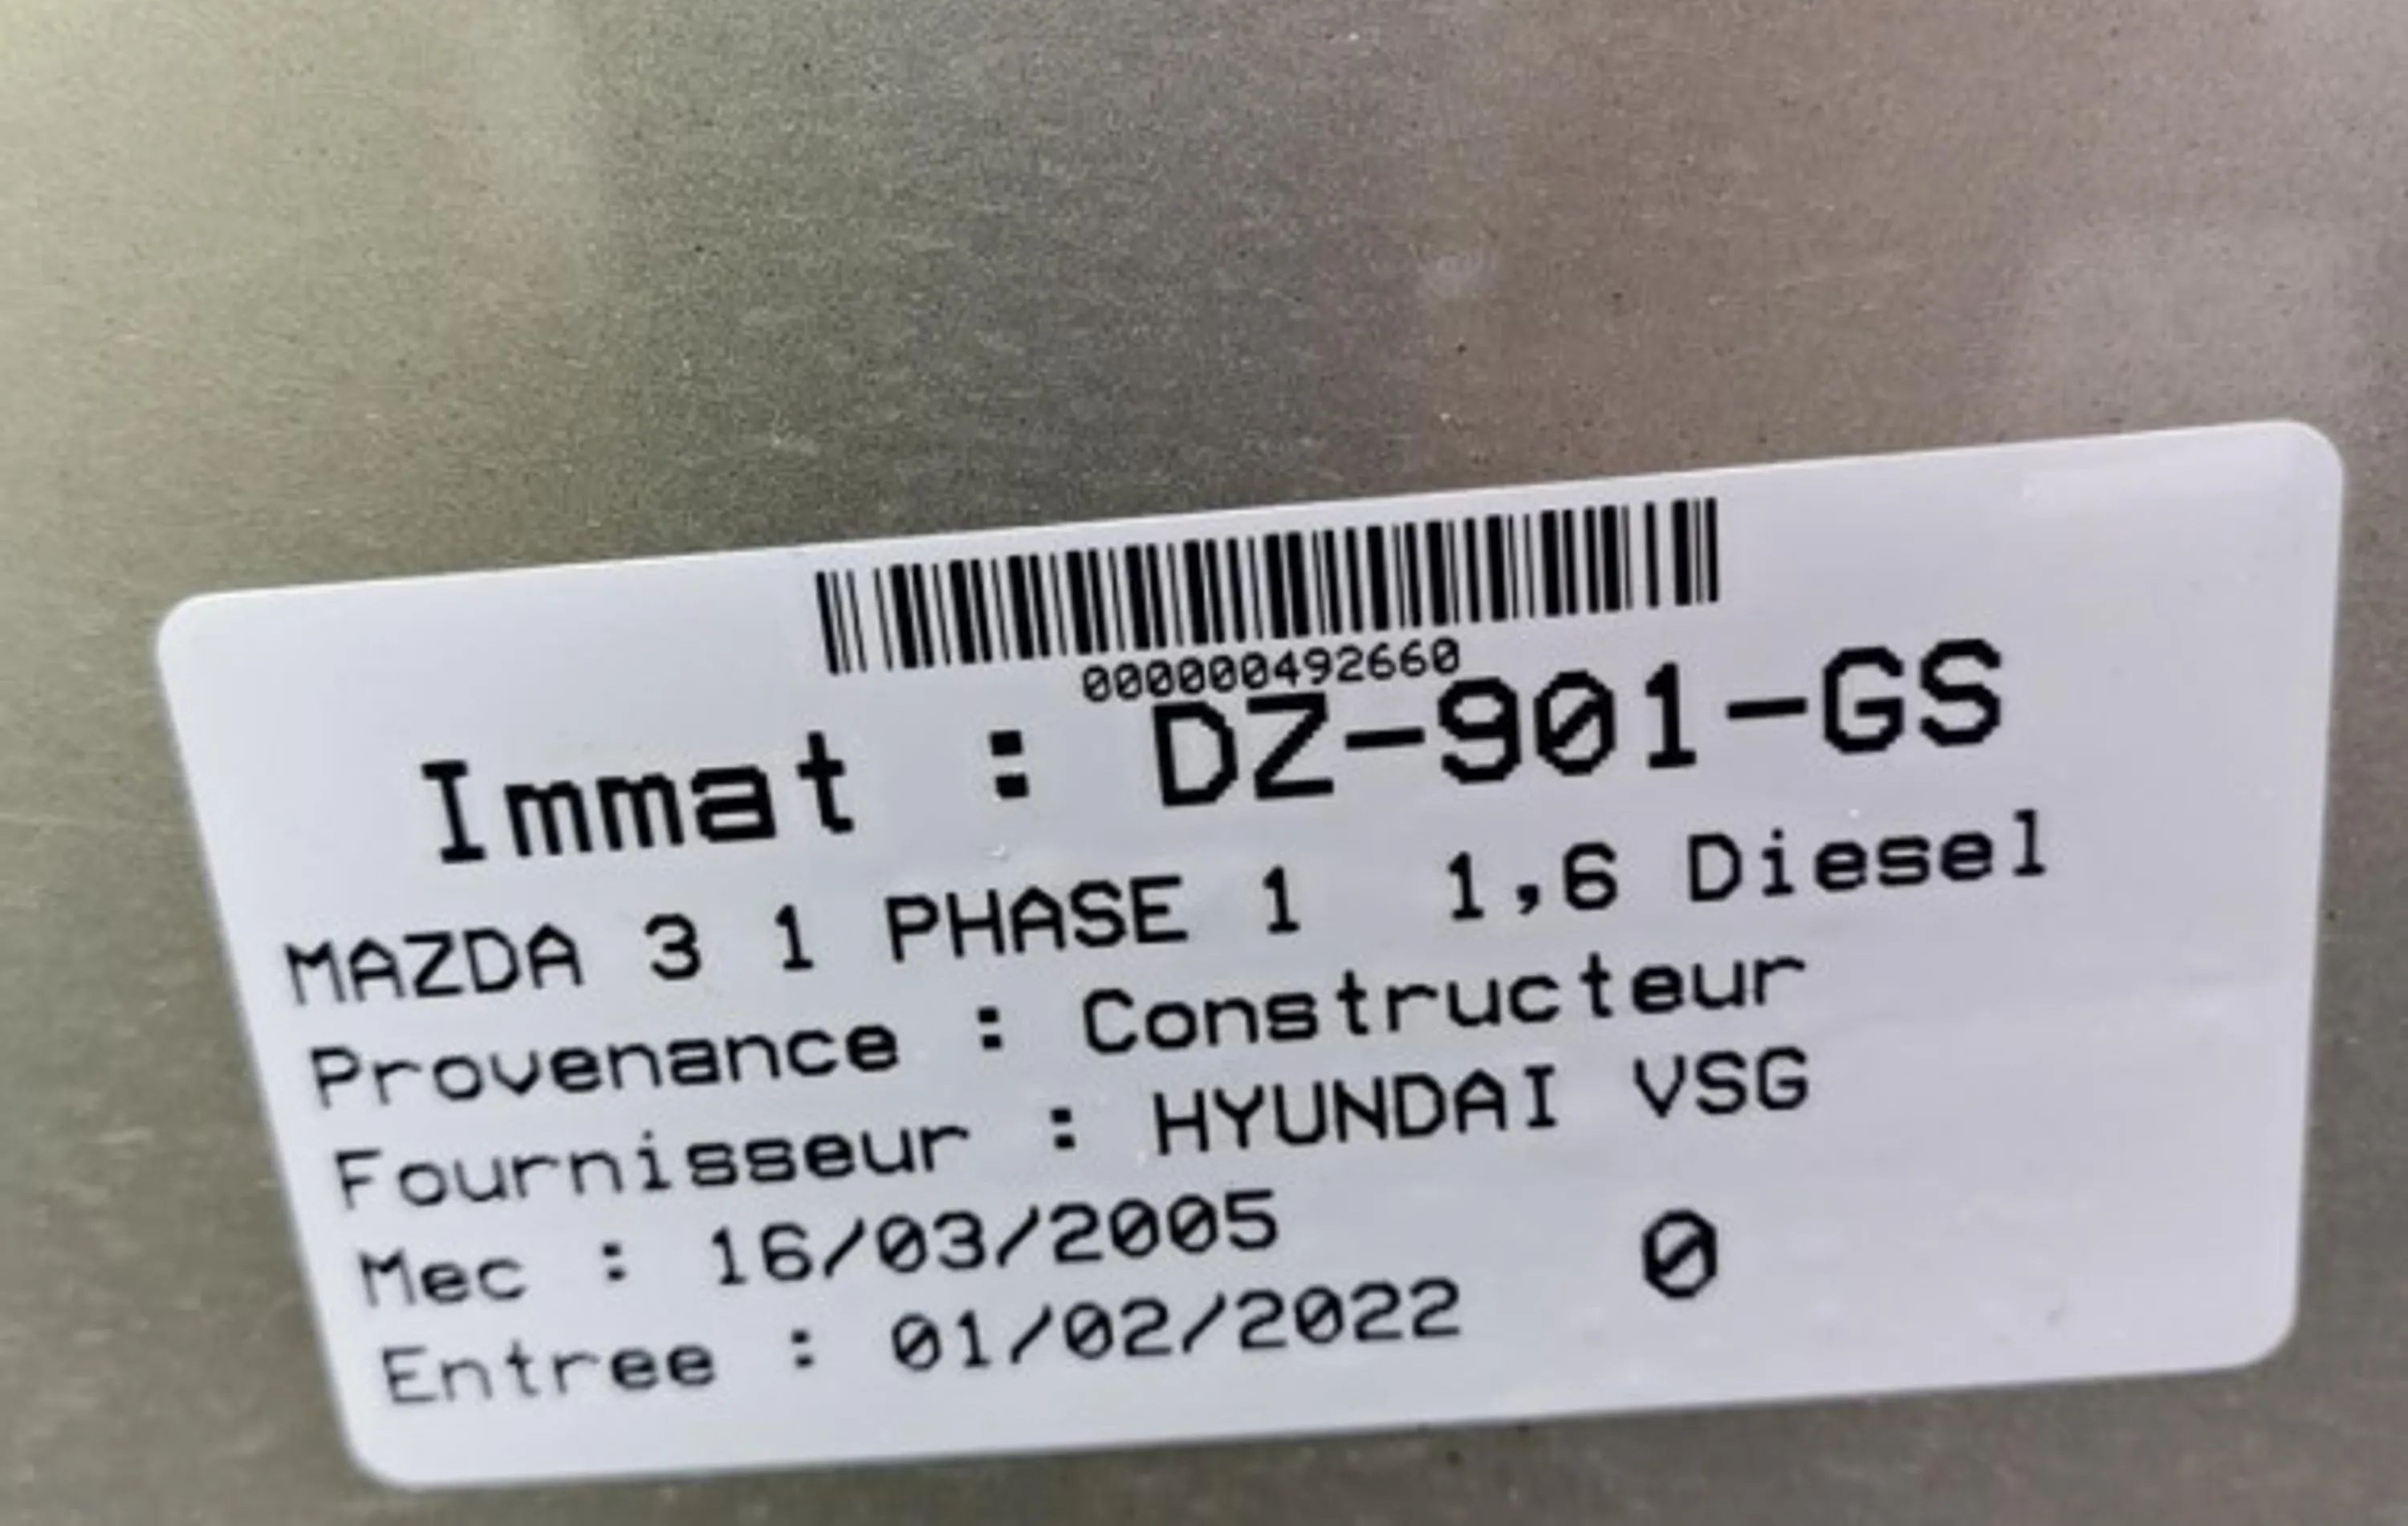 000000492660
Immat : DZ-901-GS
MAZDA 3 1 PHASE 1 1,6 Diesel
Provenance : Constructeur
Fournisseur : HYUNDAI VSG
Mec : 16/03/2005
0
Entree : 01/02/2022